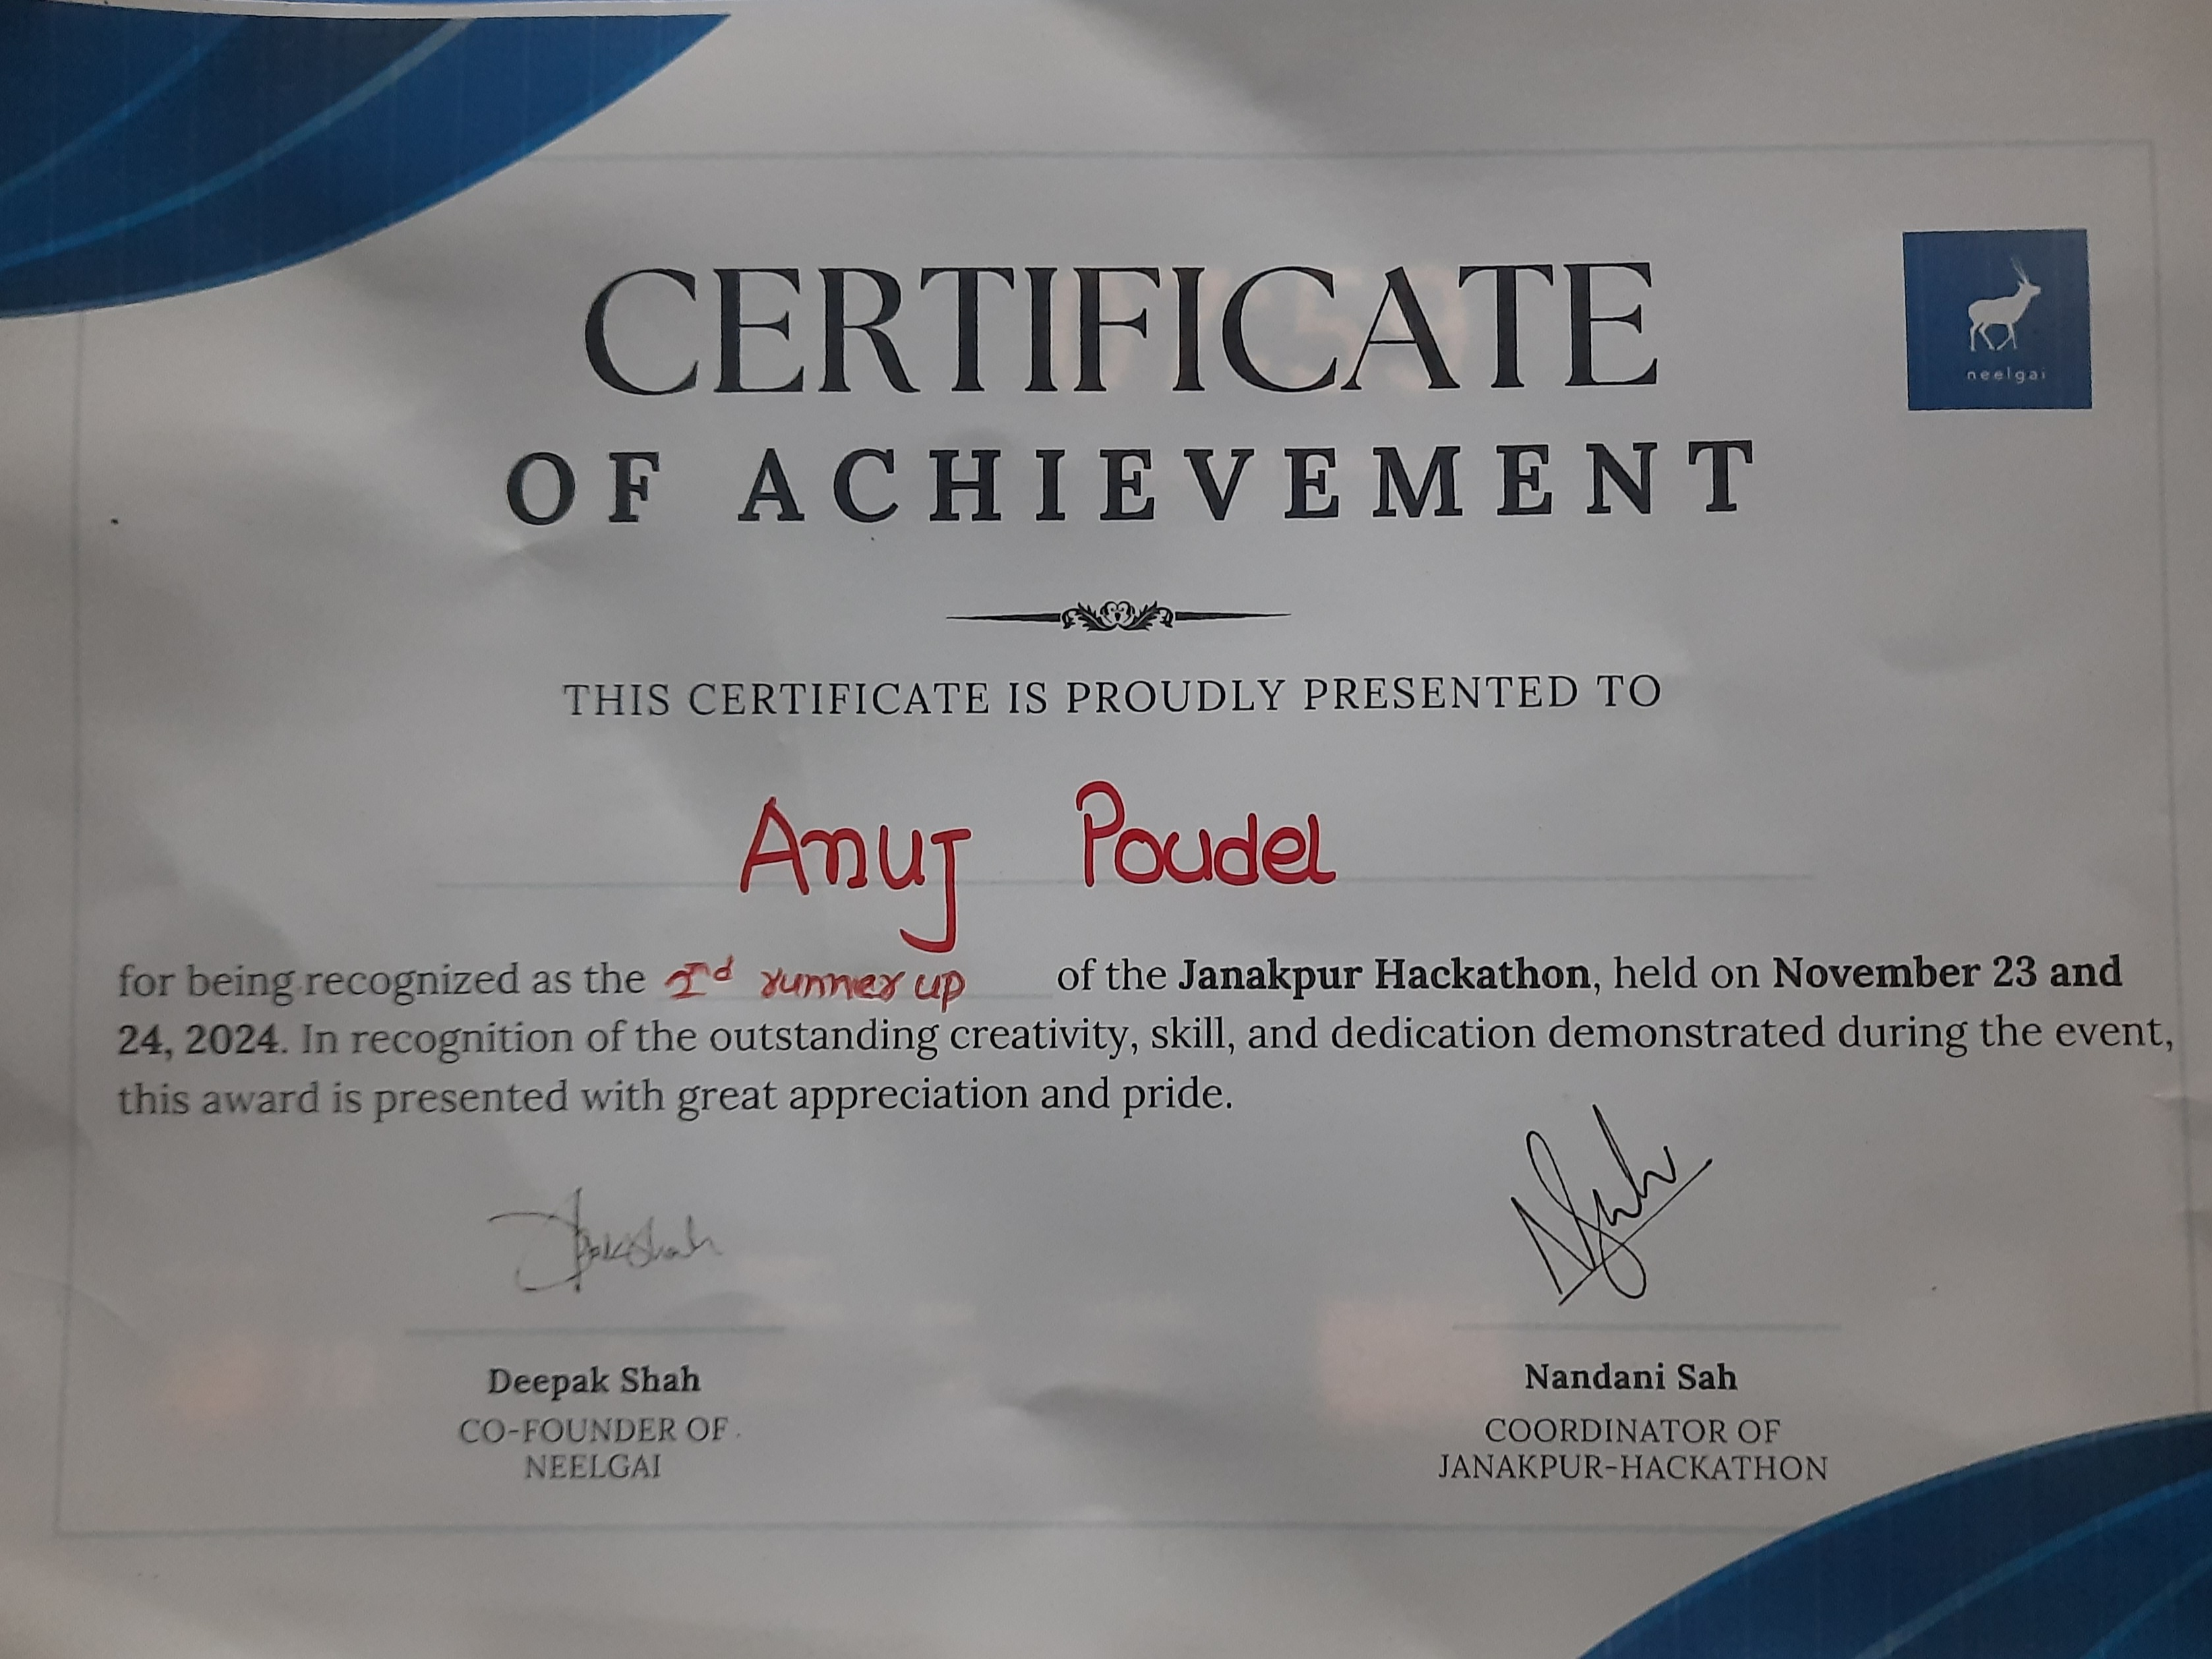 CERTIFICATE
neelgai
OF ACHIEVEMENT
THIS CERTIFICATE IS PROUDLY PRESENTED TO
Anuj Poudel
for being recognized as the 2nd runner up of the Janakpur Hackathon, held on November 23 and
24, 2024. In recognition of the outstanding creativity, skill, and dedication demonstrated during the event,
this award is presented with great appreciation and pride.
Deepak Shah
CO-FOUNDER OF
NEELGAI
Nandani Sah
COORDINATOR OF
JANAKPUR-HACKATHON